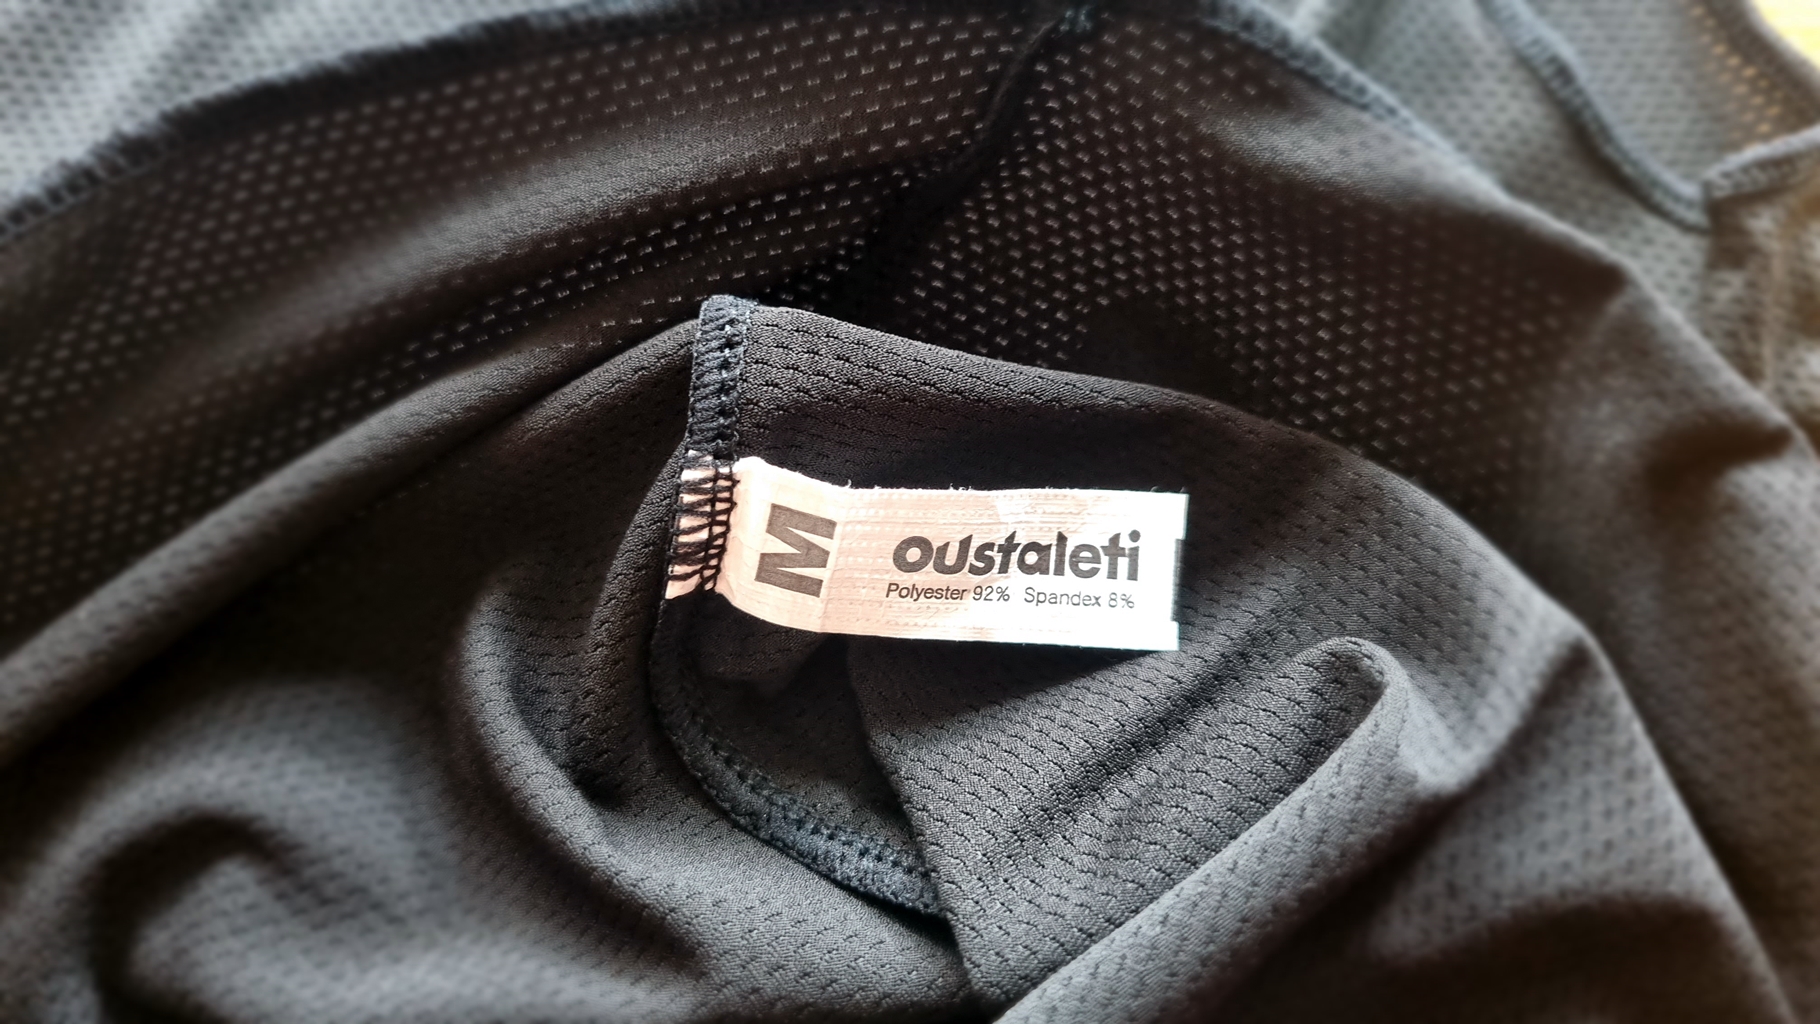 M
oustaleti
Polyester 92% Spandex 8%